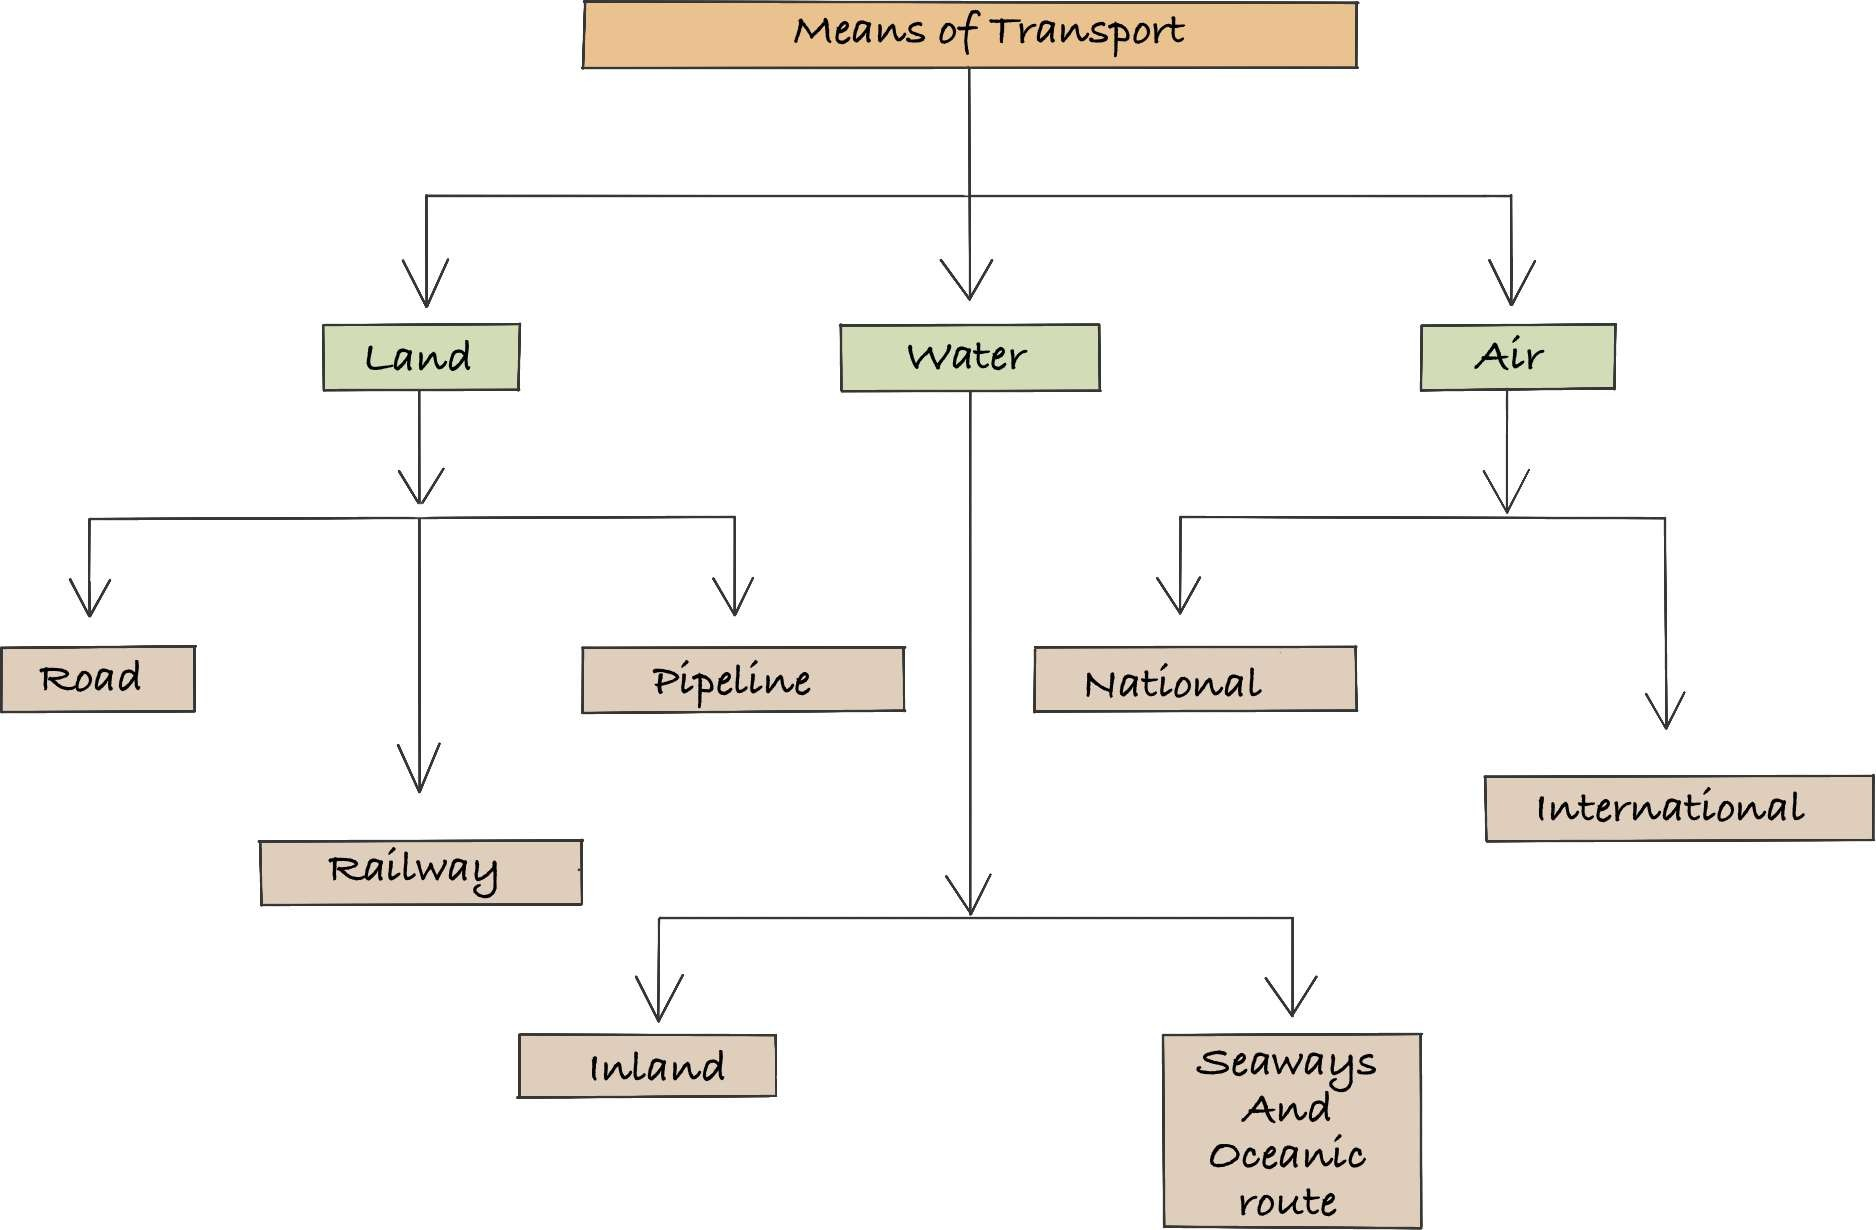 Means of Transport
Land
Water
Air
Road
Pipeline
National
International
Railway
Inland
Seaways
And
Oceanic
route